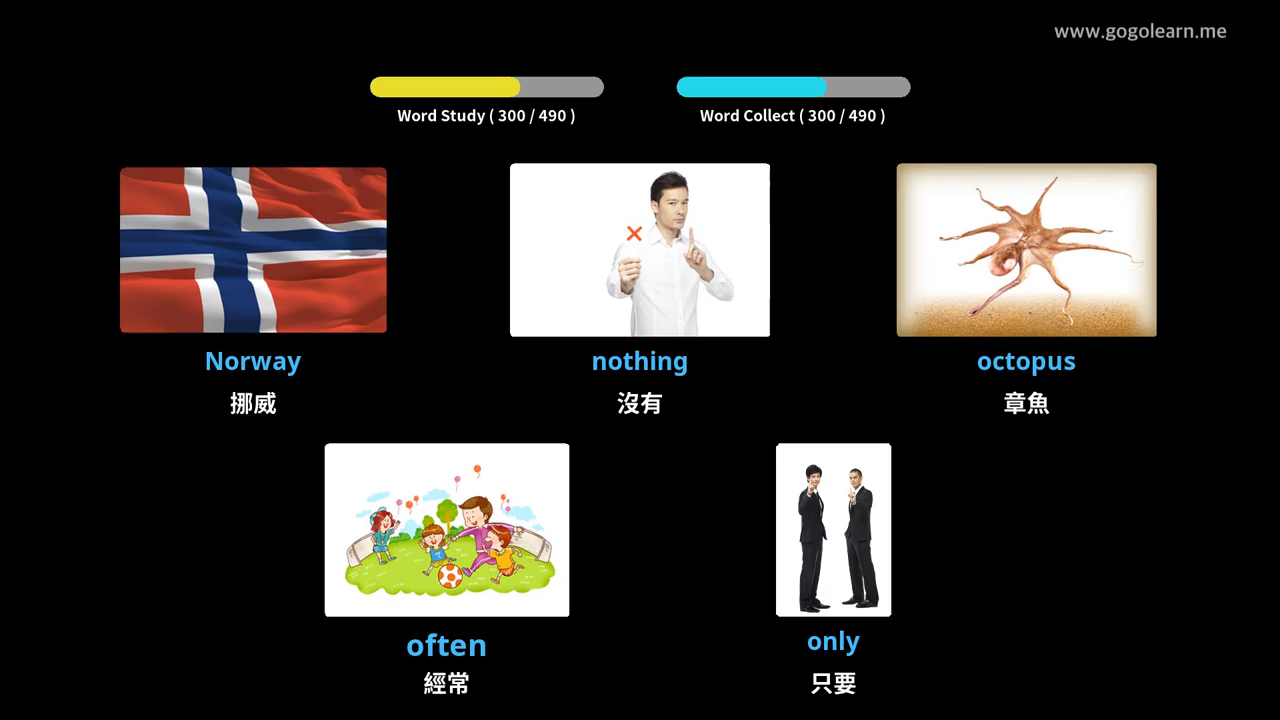 www.gogolearn.me
Word Study ( 300 / 490 )
Word Collect ( 300 / 490 )
Norway
挪威
nothing
沒有
octopus
章魚
often
經常
only
只要